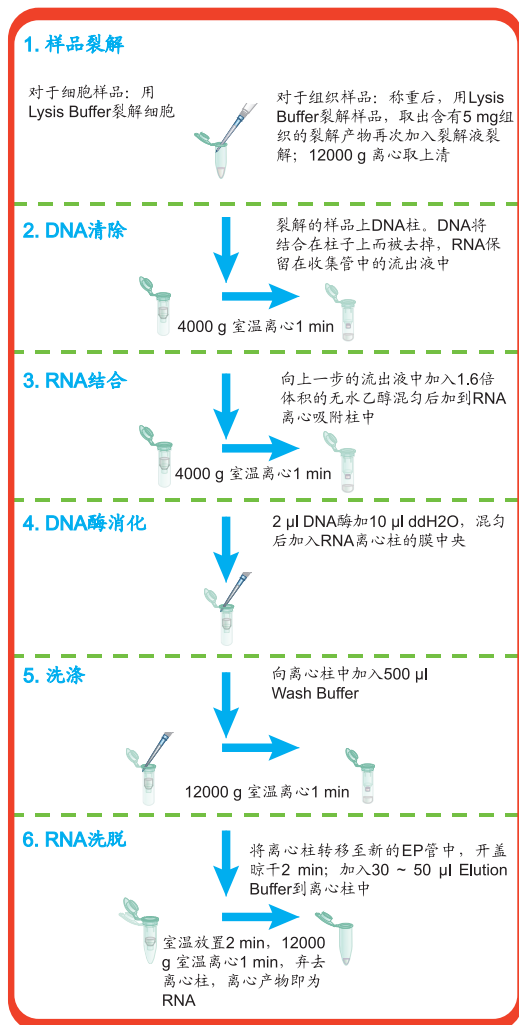 1. 样品裂解
对于细胞样品：用
Lysis Buffer裂解细胞
对于组织样品：称重后，用Lysis
Buffer裂解样品，取出含有5 mg组
织的裂解产物再次加入裂解液裂
解；12000 g 离心取上清
2. DNA清除
裂解的样品上DNA柱。DNA将
结合在柱子上而被去掉，RNA保
留在收集管中的流出液中
4000 g 室温离心1 min
3. RNA结合
向上一步的流出液中加入1.6倍
体积的无水乙醇混匀后加到RNA
离心吸附柱中
4000 g 室温离心1 min
4. DNA酶消化
2 μl DNA酶加10 μl ddH2O，混匀
后加入RNA离心柱的膜中央
5. 洗涤
向离心柱中加入500 μl
Wash Buffer
12000 g 室温离心1 min
6. RNA洗脱
将离心柱转移至新的EP管中，开盖
晾干2 min；加入30 ~ 50 μl Elution
Buffer到离心柱中
室温放置2 min，12000
g 室温离心1 min，弃去
离心柱，离心产物即为
RNA